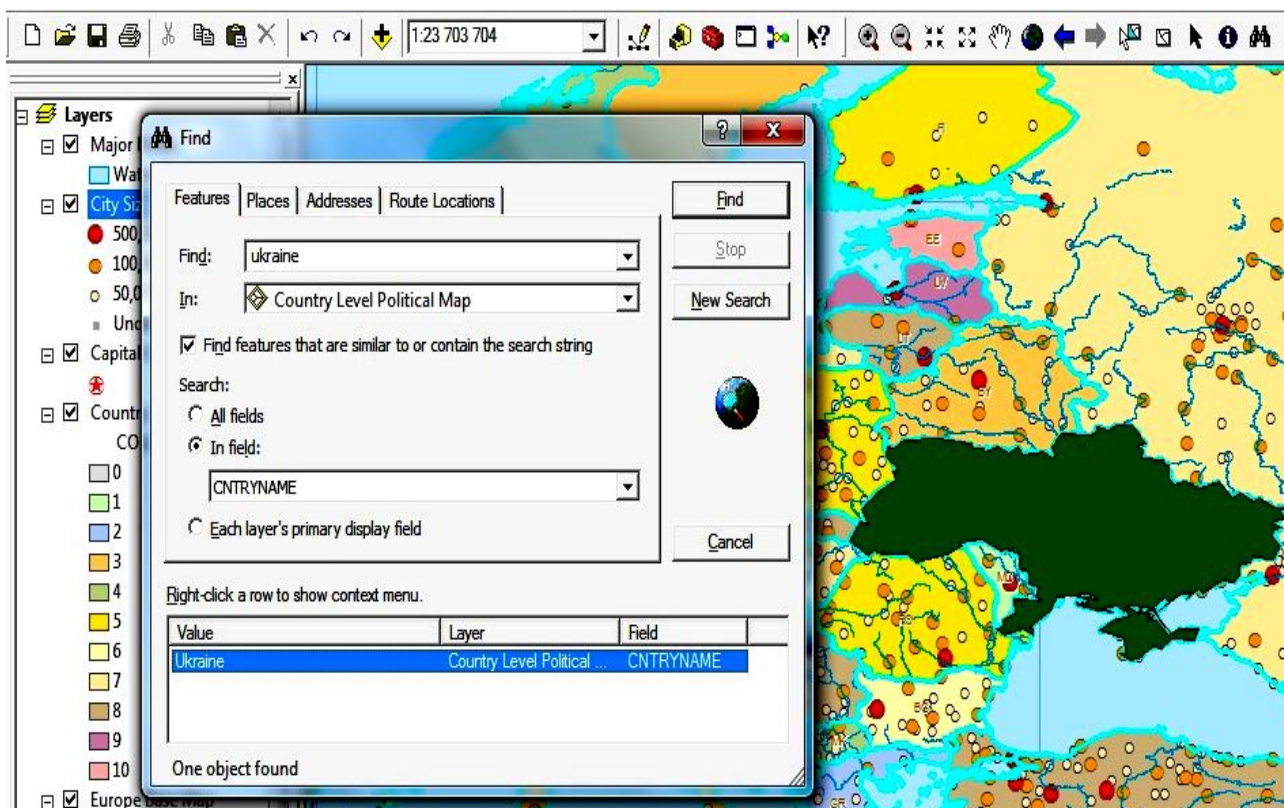 1:23 703 704
Layers
Major
Wat
City Siz
500,
100,
50,0
Und
Capital
Countr
CO
0
1
2
3
4
5
6
7
8
9
10
Europe Base Map
Find
Features Places Addresses Route Locations
Find: ukraine
In: Country Level Political Map
Find features that are similar to or contain the search string
Search:
All fields
In field:
CNTRYNAME
Each layer's primary display field
Find
Stop
New Search
Cancel
Right-click a row to show context menu.
Value Layer Field
Ukraine Country Level Political ... CNTRYNAME
One object found
EE
LV
LT
BY